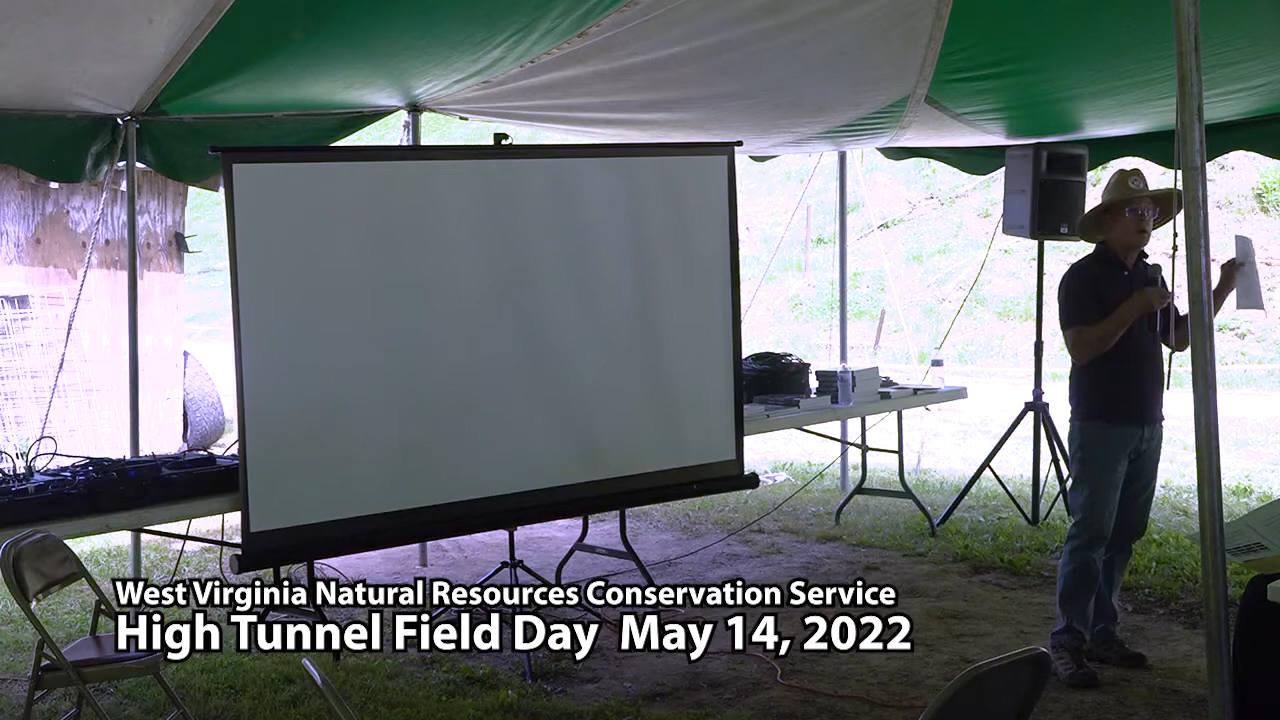 West Virginia Natural Resources Conservation Service
High Tunnel Field Day  May 14, 2022